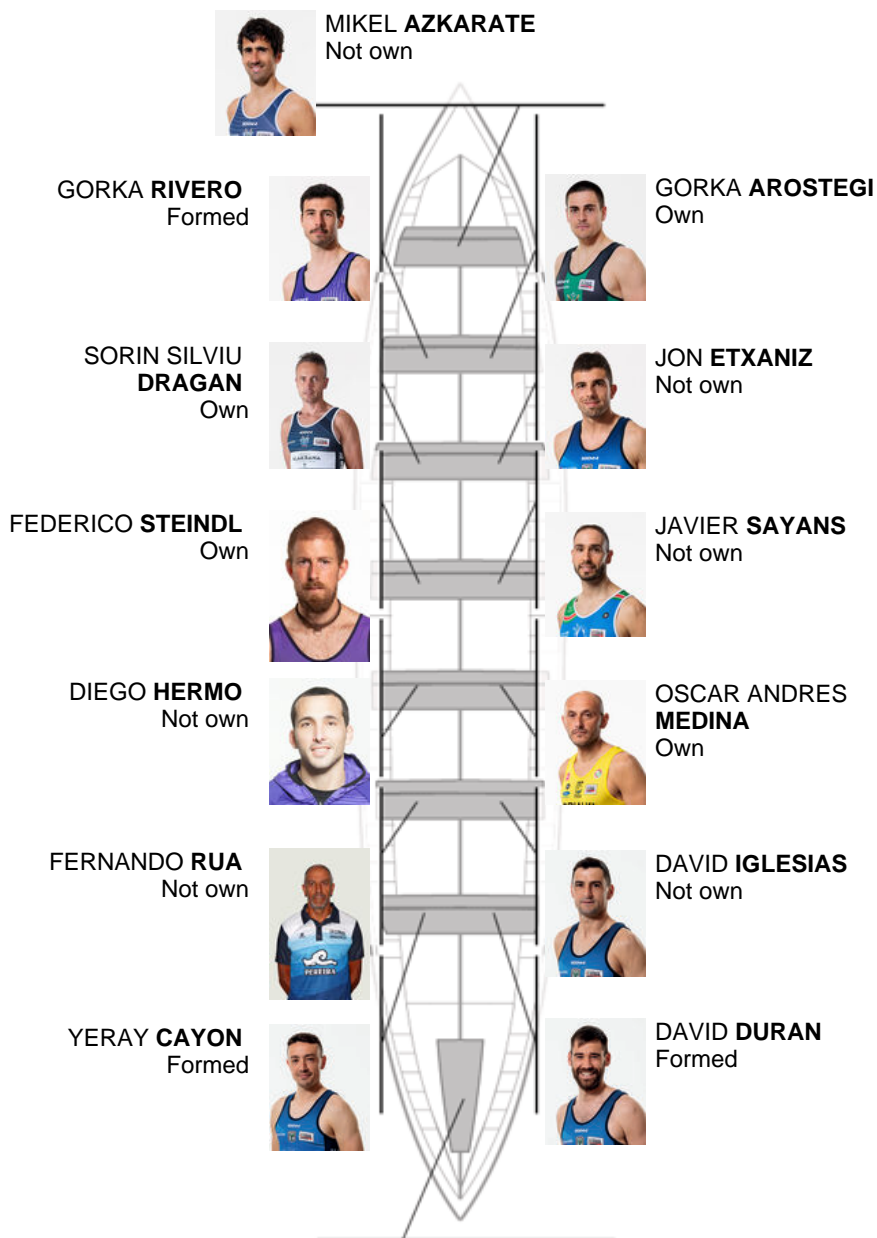 MIKEL AZKARATE
Not own
GORKA RIVERO
Formed
GORKA AROSTEGI
Own
SORIN SILVIU
DRAGAN
Own
JON ETXANIZ
Not own
FEDERICO STEINDL
Own
JAVIER SAYANS
Not own
DIEGO HERMO
Not own
OSCAR ANDRES
MEDINA
Own
FERNANDO RUA
Not own
PEREIRA
DAVID IGLESIAS
Not own
YERAY CAYON
Formed
DAVID DURAN
Formed